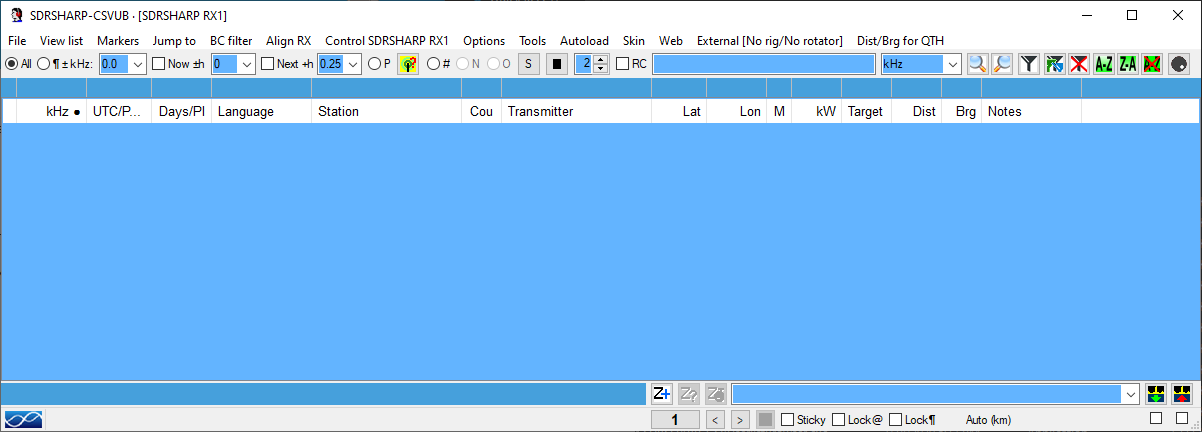 SDRSHARP-CSVUB · [SDRSHARP RX1]
File View list Markers Jump to BC filter Align RX Control SDRSHARP RX1 Options Tools Autoload Skin Web External [No rig/No rotator] Dist/Brg for QTH
All ¶ ± kHz: 0.0 Now ±h 0 Next +h 0.25 P # N O S 2 RC kHz A-Z Z-A A-Z
kHz ● UTC/P... Days/Pl Language Station Cou Transmitter Lat Lon M kW Target Dist Brg Notes
Z+ Z? Z
1 < > Sticky Lock@ Lock¶ Auto (km)